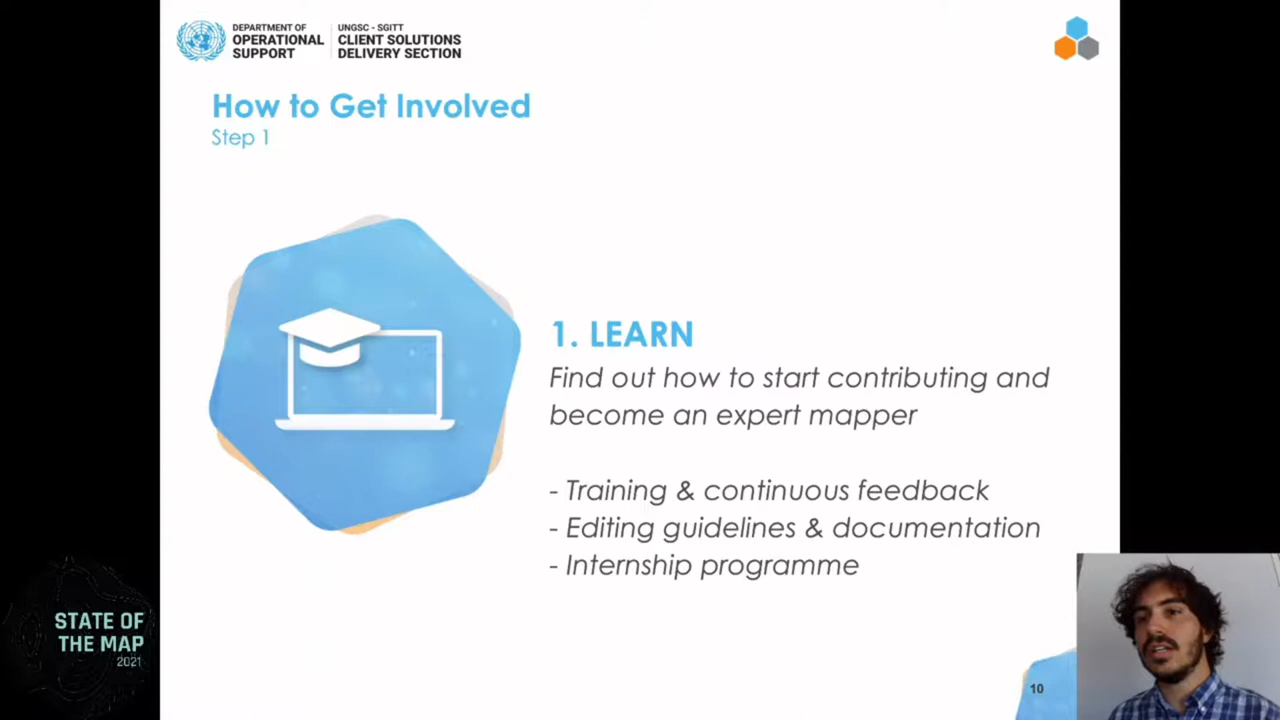 DEPARTMENT OF
OPERATIONAL
SUPPORT
UNGSC - SGITT
CLIENT SOLUTIONS
DELIVERY SECTION
How to Get Involved
Step 1
1. LEARN
Find out how to start contributing and
become an expert mapper
- Training & continuous feedback
- Editing guidelines & documentation
- Internship programme
STATE OF
THE MAP
2021
10